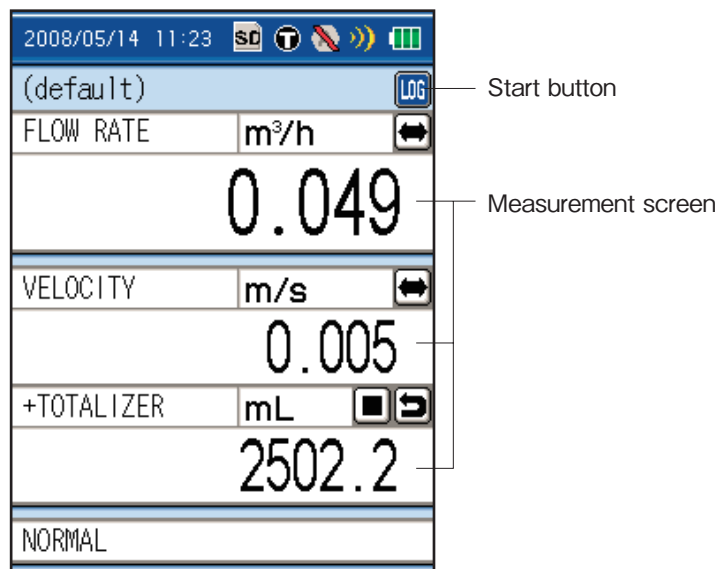 2008/05/14 11:23 SD T
(default) LOG Start button
FLOW RATE m³/h
0.049 Measurement screen
VELOCITY m/s
0.005
+TOTALIZER mL
2502.2
NORMAL